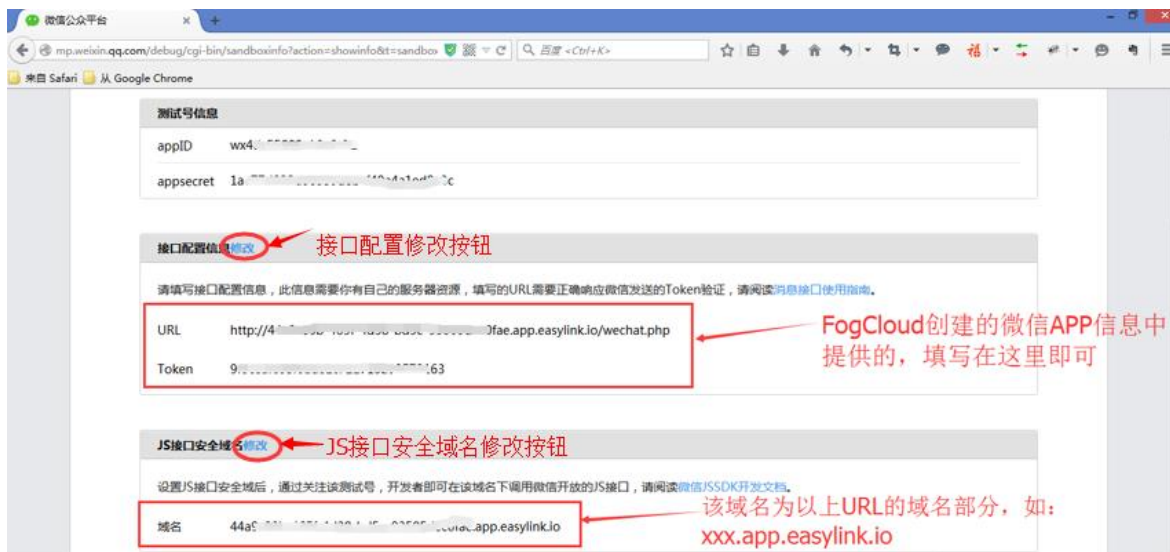 微信公众平台
mp.weixin.qq.com/debug/cgi-bin/sandboxinfo?action=showinfo&t=sandbox
百度 <Ctrl+K>
来自 Safari 从 Google Chrome
测试号信息
appID wx4
appsecret 1a
接口配置信息修改 接口配置修改按钮
请填写接口配置信息，此信息需要你有自己的服务器资源，填写的URL需要正确响应微信发送的Token验证，请阅读消息接口使用指南。
URL http://4 0fae.app.easylink.io/wechat.php
FogCloud创建的微信APP信息中
提供的，填写在这里即可
Token 9 63
JS接口安全域名修改 JS接口安全域名修改按钮
设置JS接口安全域后，通过关注该测试号，开发者即可在该域名下调用微信开放的JS接口，请阅读微信JSSDK开发文档。
该域名为以上URL的域名部分，如：
域名 44a9 .app.easylink.io
xxx.app.easylink.io